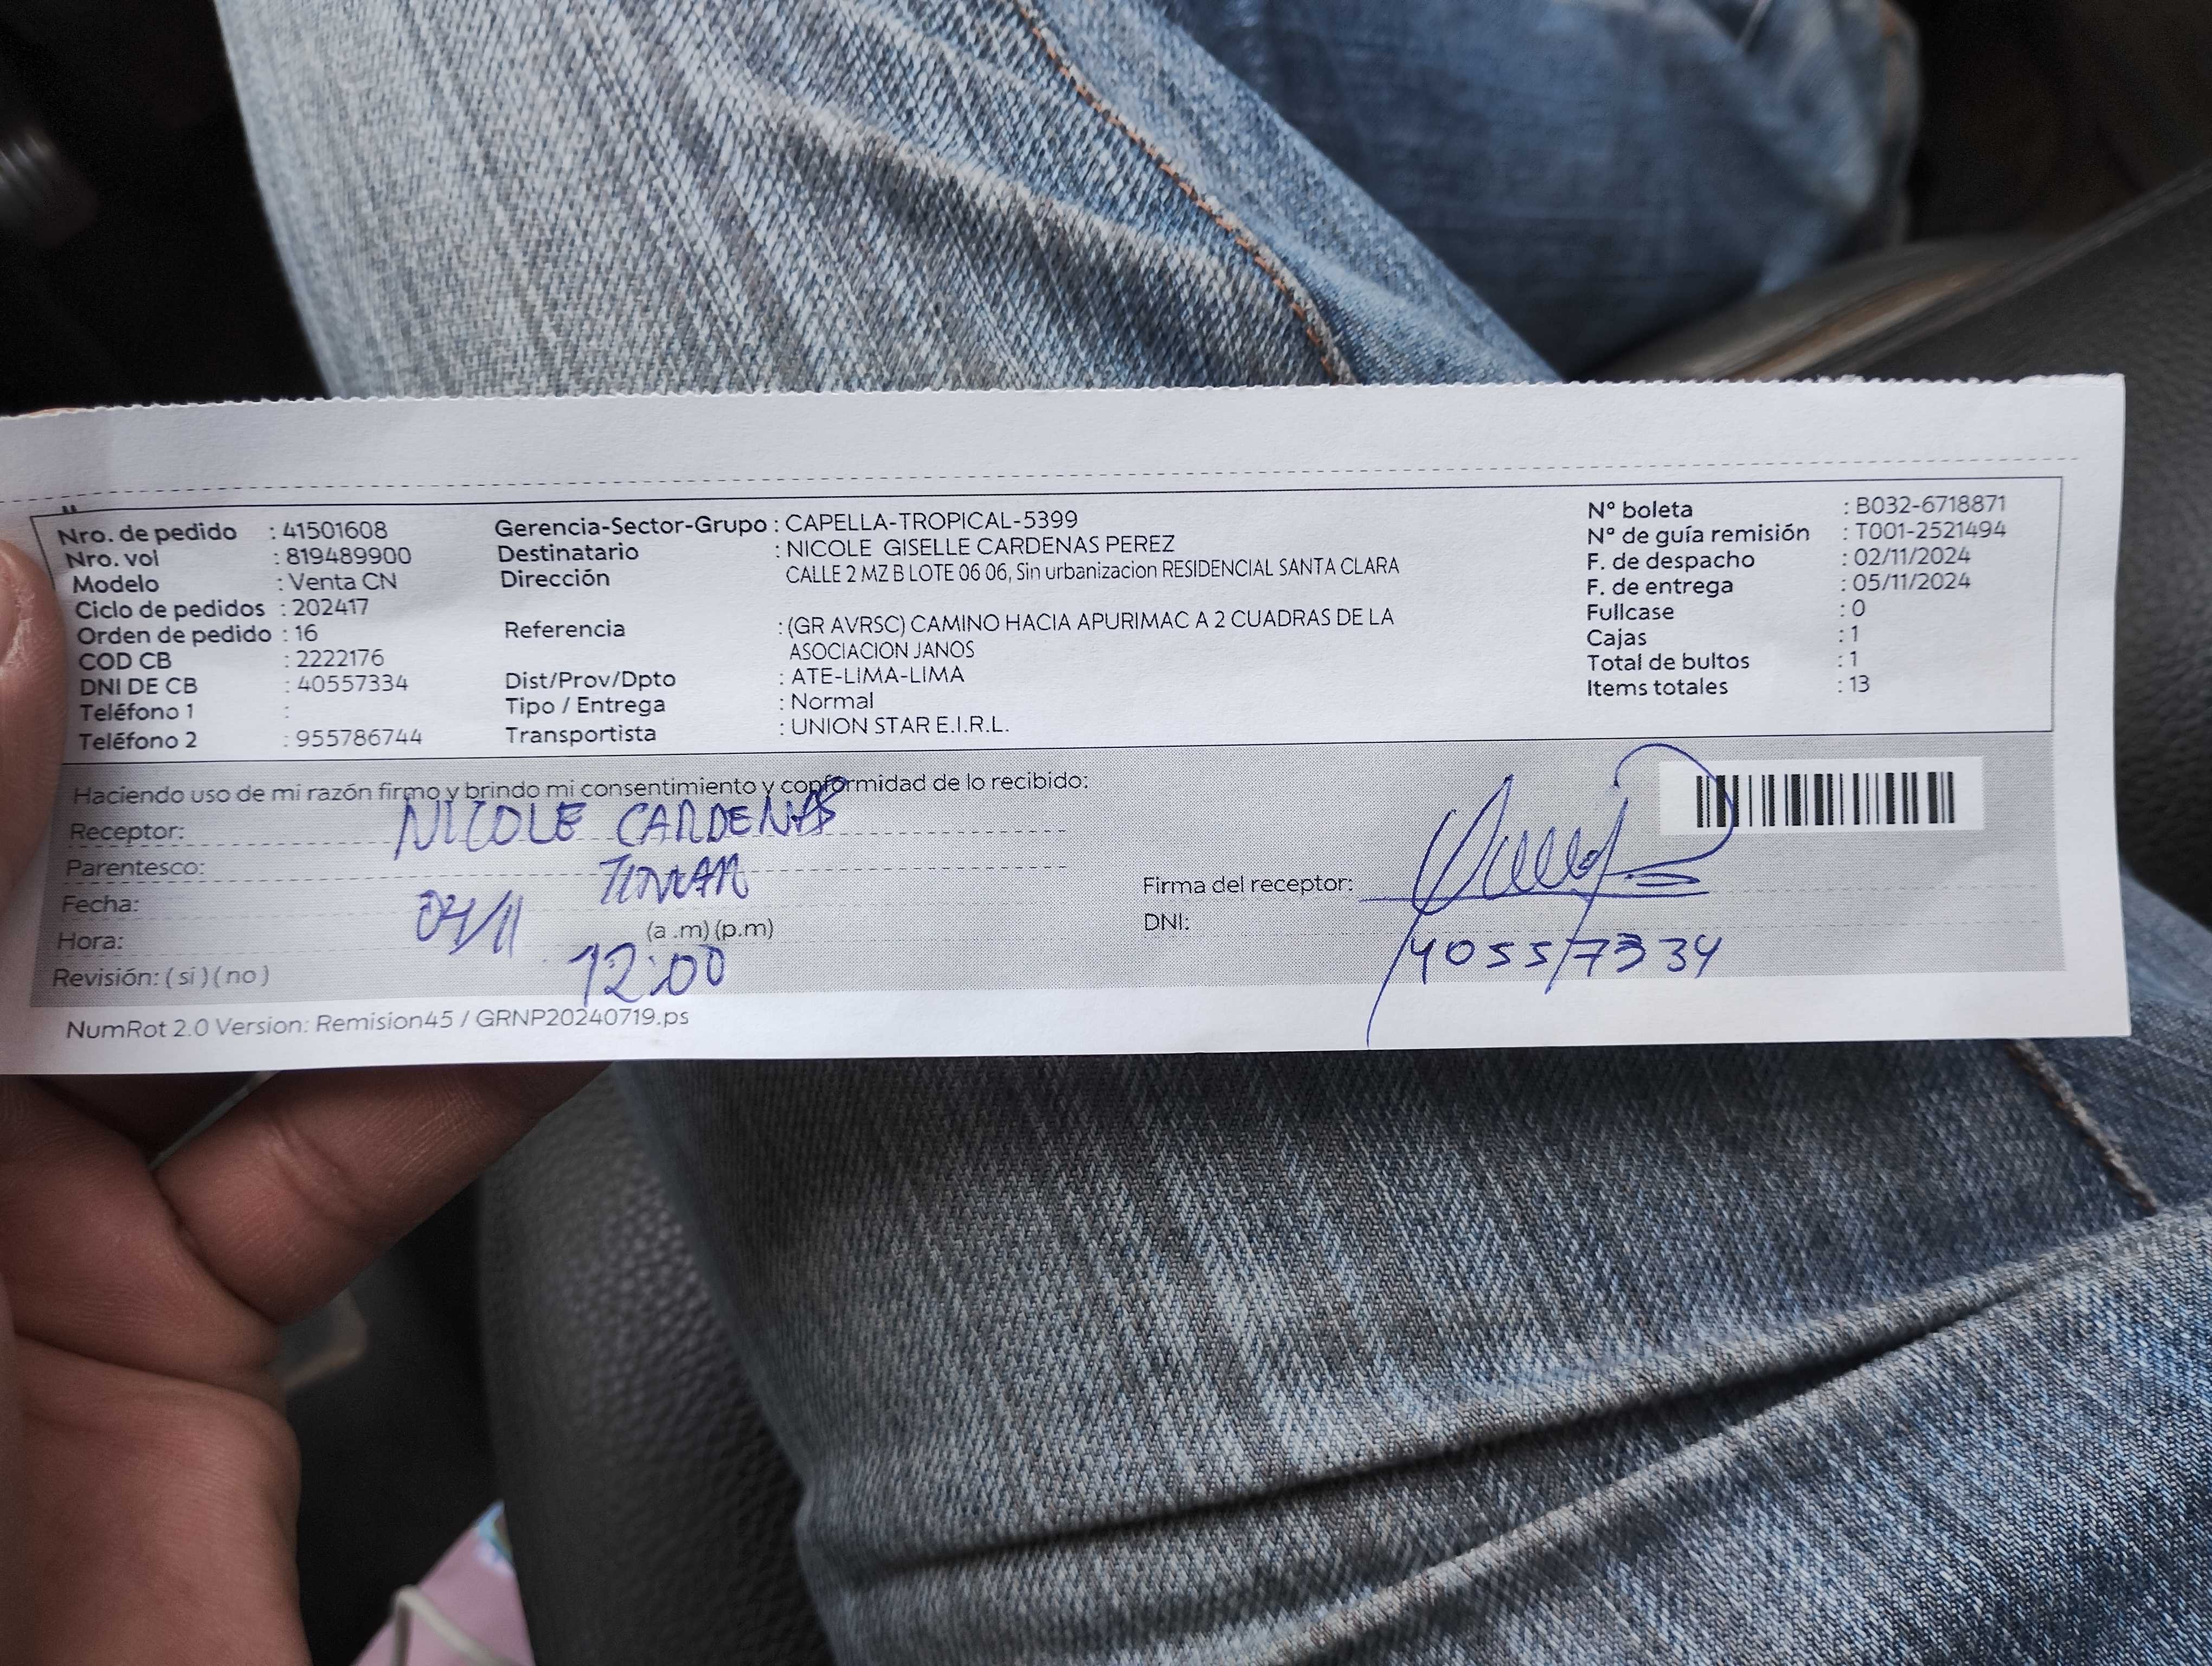 Nro. de pedido : 41501608
Nro. vol : 819489900
Modelo : Venta CN
Ciclo de pedidos : 202417
Orden de pedido : 16
COD CB : 2222176
DNI DE CB : 40557334
Teléfono 1 :
Teléfono 2 : 955786744
Gerencia-Sector-Grupo : CAPELLA-TROPICAL-5399
Destinatario : NICOLE GISELLE CARDENAS PEREZ
Dirección CALLE 2 MZ B LOTE 06 06, Sin urbanizacion RESIDENCIAL SANTA CLARA
Referencia : (GR AVRSC) CAMINO HACIA APURIMAC A 2 CUADRAS DE LA
ASOCIACION JANOS
Dist/Prov/Dpto : ATE-LIMA-LIMA
Tipo / Entrega : Normal
Transportista : UNION STAR E.I.R.L.
N° boleta : B032-6718871
N° de guía remisión : T001-2521494
F. de despacho : 02/11/2024
F. de entrega : 05/11/2024
Fullcase : 0
Cajas : 1
Total de bultos : 1
Items totales : 13
Haciendo uso de mi razón firmo y brindo mi consentimiento y conformidad de lo recibido:
Receptor: NICOLE CARDENAS
Parentesco:
Fecha: 04/11
Hora: (a .m) (p.m)
12:00
Revisión: ( si ) ( no )
Firma del receptor:
DNI:
40557334
NumRot 2.0 Version: Remision45 / GRNP20240719.ps